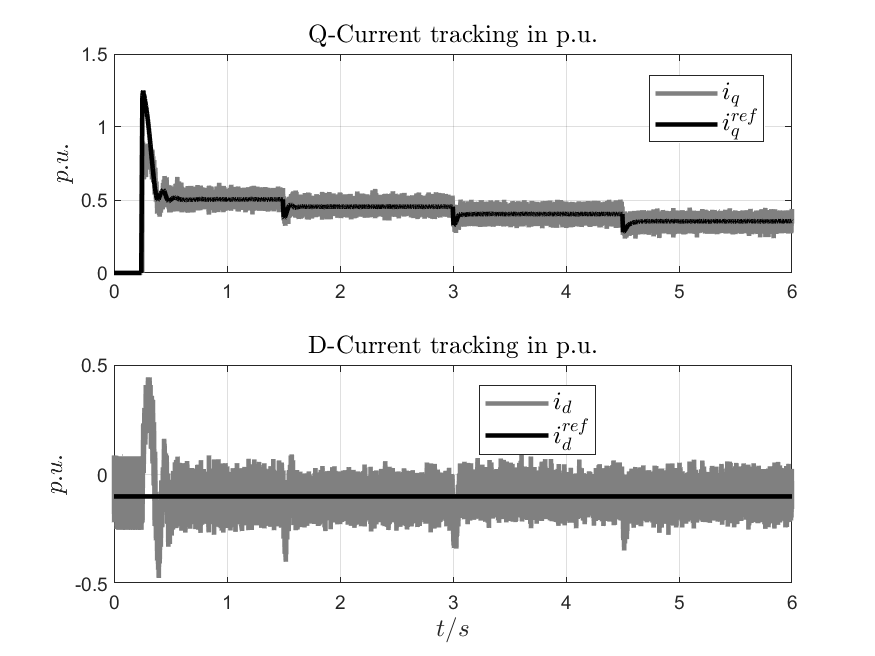 Q-Current tracking in p.u.
1.5
1
0.5
0
p.u.
i_q
i_q^{ref}
0 1 2 3 4 5 6
D-Current tracking in p.u.
0.5
0
-0.5
p.u.
i_d
i_d^{ref}
0 1 2 3 4 5 6
t/s